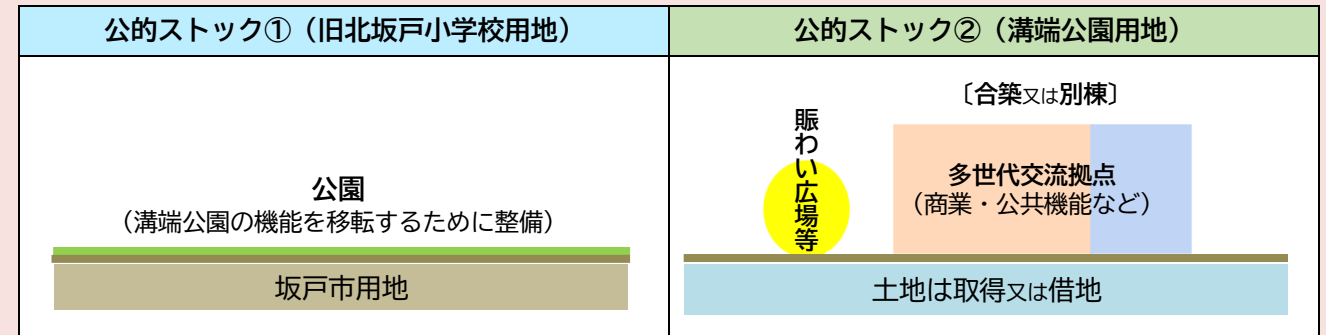 公的ストック①（旧北坂戸小学校用地）
公園
（溝端公園の機能を移転するために整備）
坂戸市用地
公的ストック②（溝端公園用地）
〔合築又は別棟〕
賑わい広場等
多世代交流拠点
（商業・公共機能など）
土地は取得又は借地